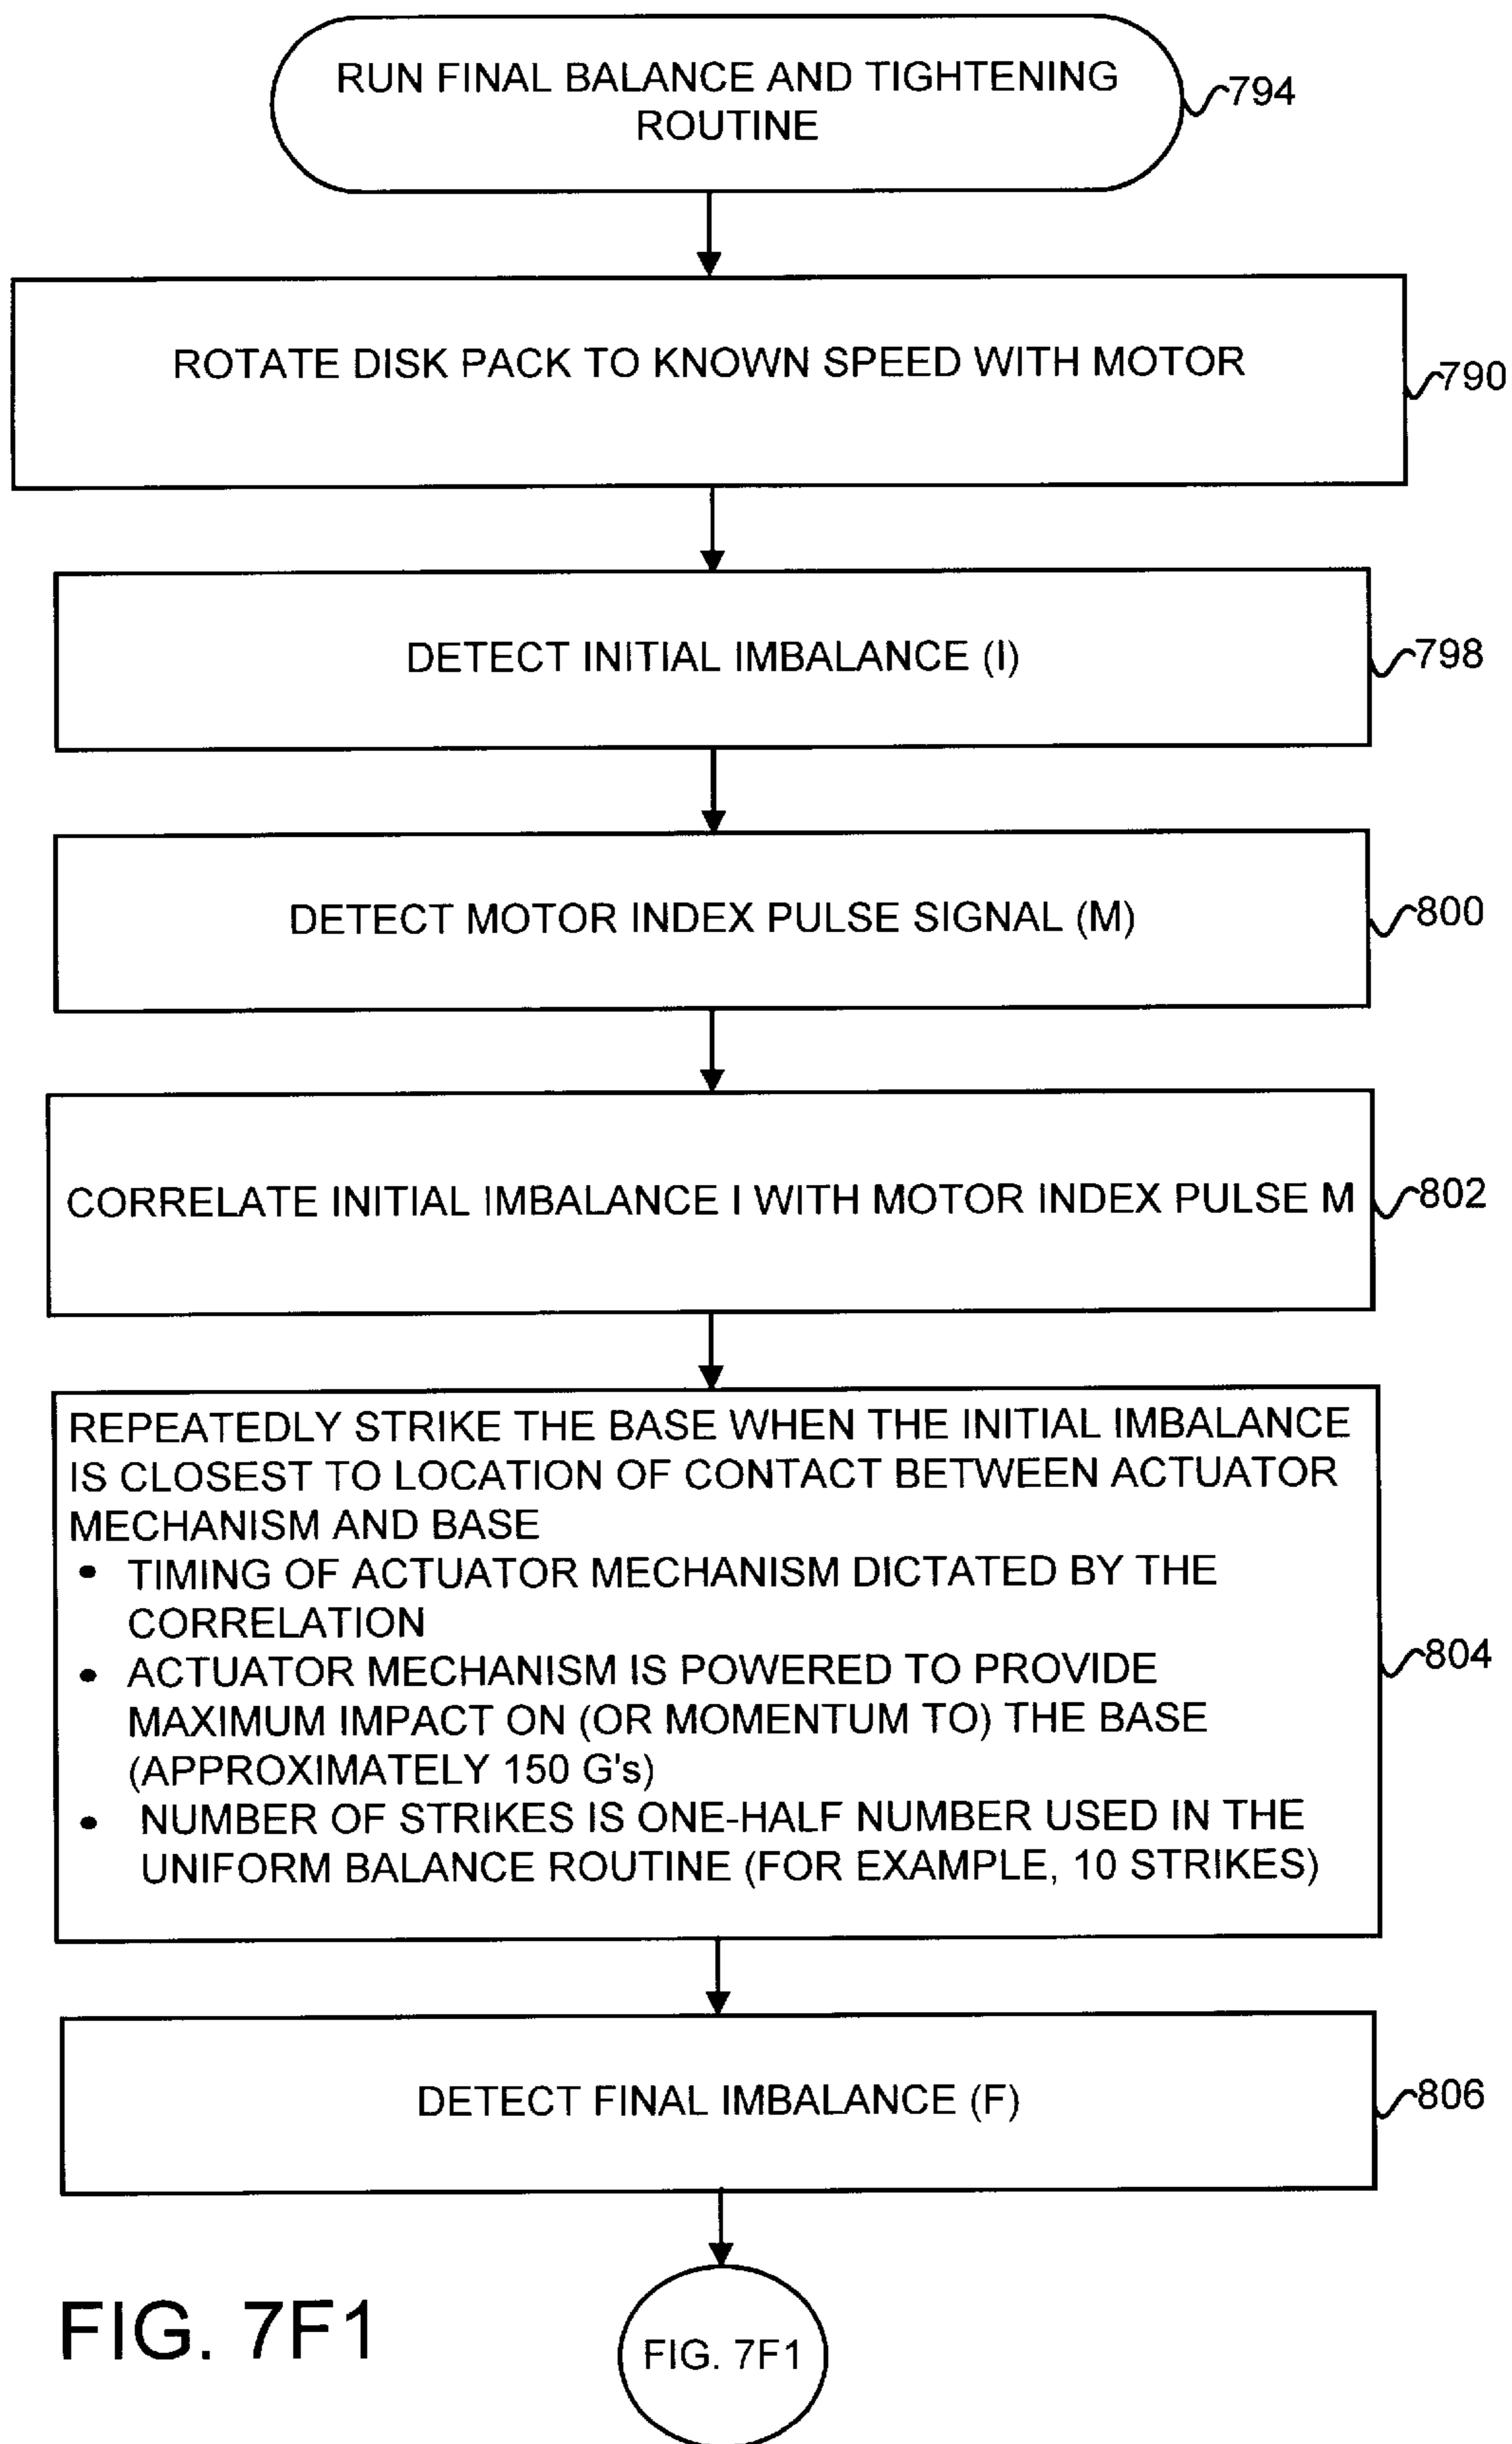 RUN FINAL BALANCE AND TIGHTENING
ROUTINE
794
ROTATE DISK PACK TO KNOWN SPEED WITH MOTOR
790
DETECT INITIAL IMBALANCE (I)
798
DETECT MOTOR INDEX PULSE SIGNAL (M)
800
CORRELATE INITIAL IMBALANCE I WITH MOTOR INDEX PULSE M
802
REPEATEDLY STRIKE THE BASE WHEN THE INITIAL IMBALANCE
IS CLOSEST TO LOCATION OF CONTACT BETWEEN ACTUATOR
MECHANISM AND BASE
• TIMING OF ACTUATOR MECHANISM DICTATED BY THE
CORRELATION
• ACTUATOR MECHANISM IS POWERED TO PROVIDE
MAXIMUM IMPACT ON (OR MOMENTUM TO) THE BASE
(APPROXIMATELY 150 G's)
• NUMBER OF STRIKES IS ONE-HALF NUMBER USED IN THE
UNIFORM BALANCE ROUTINE (FOR EXAMPLE, 10 STRIKES)
804
DETECT FINAL IMBALANCE (F)
806
FIG. 7F1
FIG. 7F1